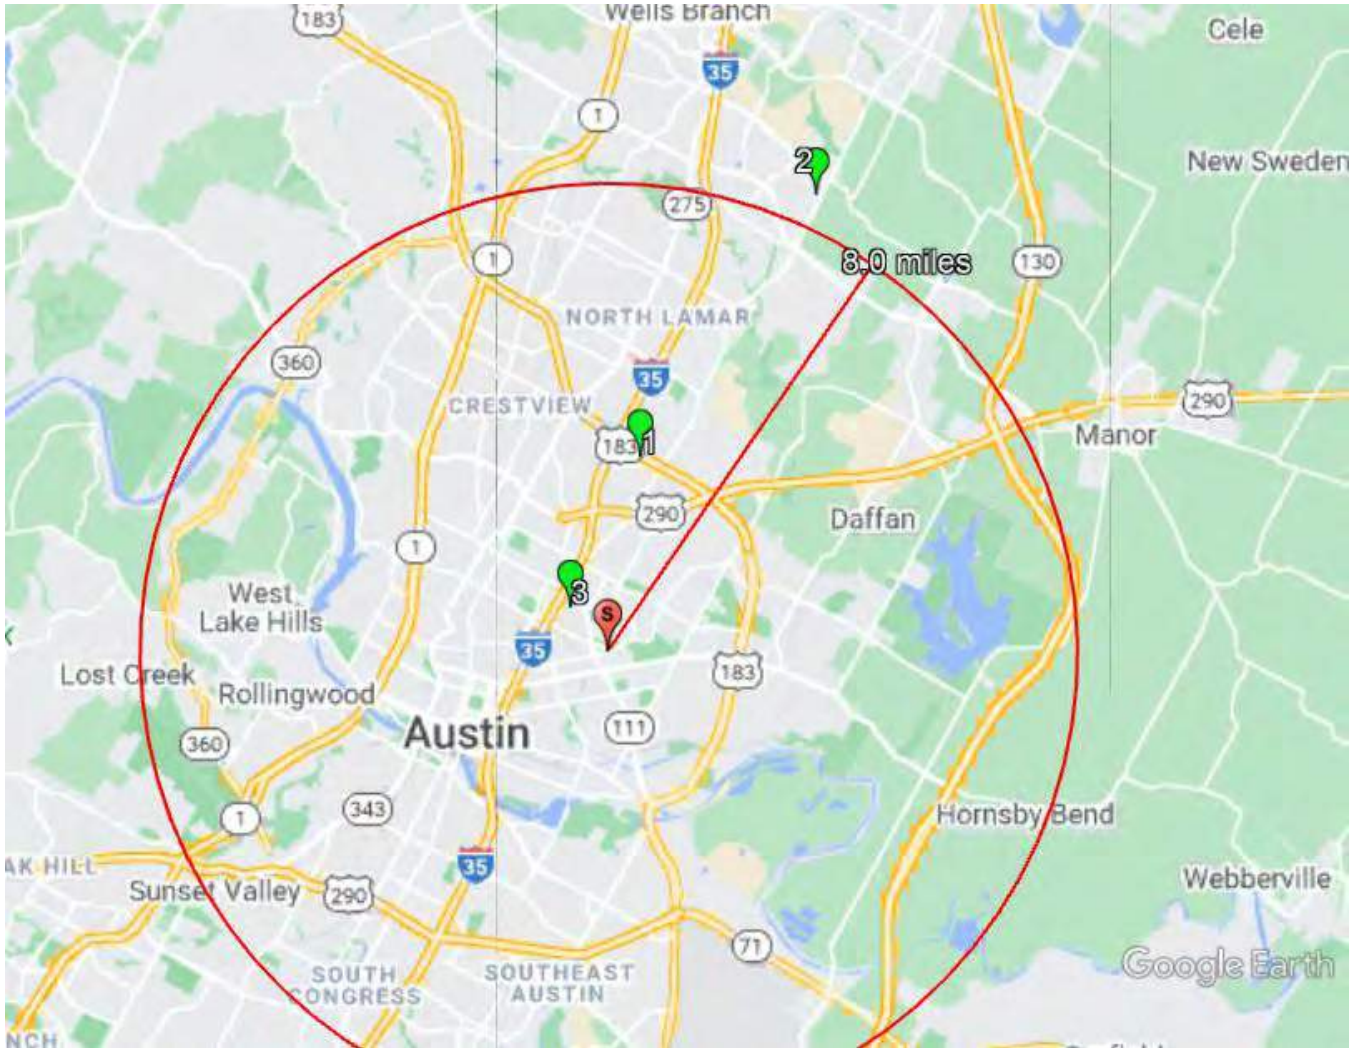 183
Wells Branch
Cele
35
1
2
New Sweden
275
1
8.0 miles
130
NORTH LAMAR
360
35
CRESTVIEW
290
1
183
Manor
290
Daffan
1
3
West
Lake Hills
S
35
Lost Creek
183
Rollingwood
111
Austin
360
343
1
Hornsby Bend
35
AK HILL
Sunset Valley
290
Webberville
71
Google Earth
SOUTH
CONGRESS
SOUTHEAST
AUSTIN
NCH